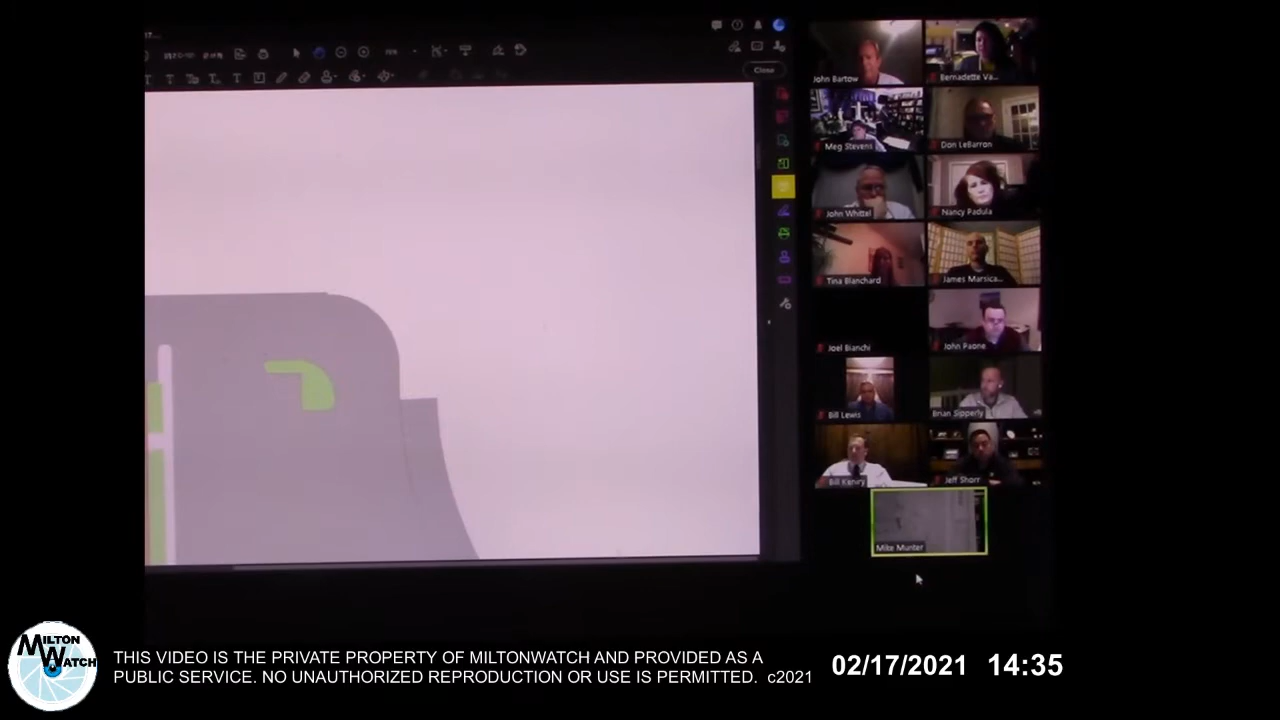 Close
John Bartow
Bernadette Va...
Meg Stevens
Don LeBarron
John Whittel
Nancy Padula
Tina Blanchard
James Marsica...
Joel Bianchi
John Paone
Bill Lewis
Brian Sipperly
Bill Keniry
Jeff Shorr
Mike Munter
MILTON
WATCH
THIS VIDEO IS THE PRIVATE PROPERTY OF MILTONWATCH AND PROVIDED AS A
PUBLIC SERVICE. NO UNAUTHORIZED REPRODUCTION OR USE IS PERMITTED. c2021
02/17/2021 14:35